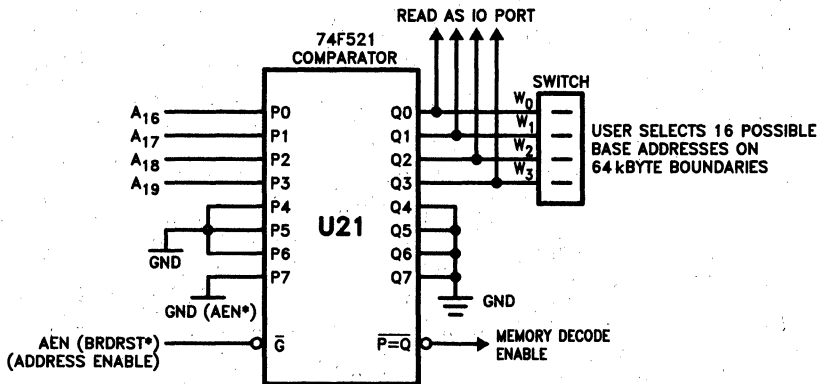 READ AS IO PORT
74F521
COMPARATOR
SWITCH
A16
P0
Q0
W0
A17
P1
Q1
W1
A18
P2
Q2
W2
A19
P3
Q3
W3
USER SELECTS 16 POSSIBLE
BASE ADDRESSES ON
64 kBYTE BOUNDARIES
P4
Q4
P5
U21
Q5
P6
Q6
GND
P7
Q7
GND (AEN*)
GND
AEN (BRDRST*)
(ADDRESS ENABLE)
G̅
P̅=̅Q̅
MEMORY DECODE
ENABLE